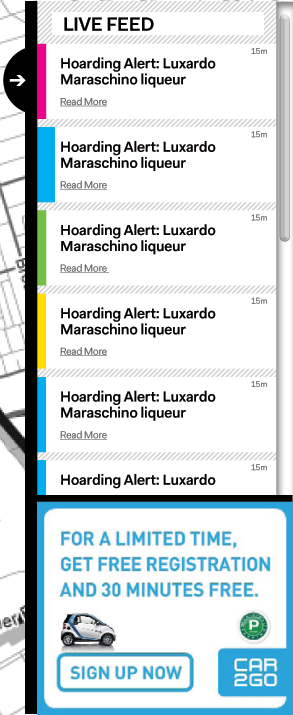 LIVE FEED
15m
Hoarding Alert: Luxardo
Maraschino liqueur
Read More
15m
Hoarding Alert: Luxardo
Maraschino liqueur
Read More
15m
Hoarding Alert: Luxardo
Maraschino liqueur
Read More
15m
Hoarding Alert: Luxardo
Maraschino liqueur
Read More
15m
Hoarding Alert: Luxardo
Maraschino liqueur
Read More
15m
Hoarding Alert: Luxardo
FOR A LIMITED TIME,
GET FREE REGISTRATION
AND 30 MINUTES FREE.
P
SIGN UP NOW
CAR
2GO